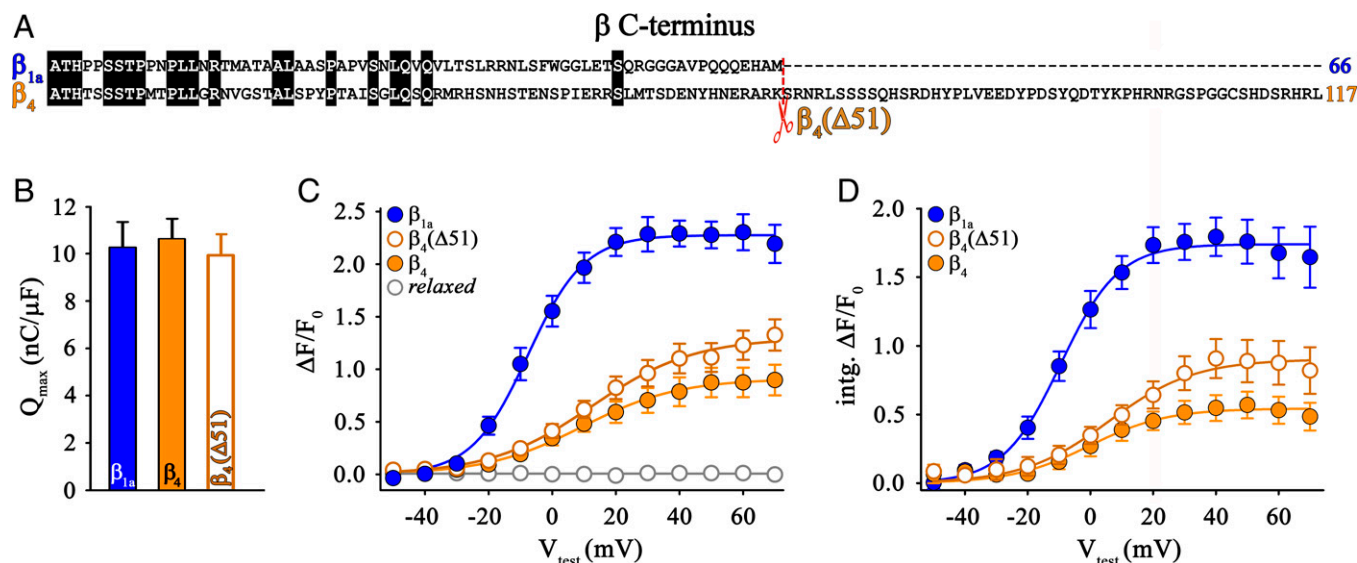 A
β C-terminus
β1a ATHPPSSTPPNPLLNRTMATAALAASPAPVSNLQVQVLTSLRRNLSFWGGLETSQRGGGAVPQQQEHAM--------------------------------------------------- 66
β4 ATHTSSSTPMTPLLGRNVGSTALSPYPTAISGLQSQRMRHSNHSTENSPIERRSLMTSDENYHNERARKSRNRLSSSSQHSRDHYPLVEEDYPDSYQDTYKPHRNRGSPGGCSHDSRHRL 117
β4(Δ51)
B
Qmax (nC/μF)
12
10
8
6
4
2
0
β1a
β4
β4(Δ51)
C
ΔF/F0
2.5
2.0
1.5
1.0
0.5
0.0
β1a
β4(Δ51)
β4
relaxed
-40 -20 0 20 40 60
Vtest (mV)
D
intg. ΔF/F0
2.0
1.5
1.0
0.5
0.0
β1a
β4(Δ51)
β4
-40 -20 0 20 40 60
Vtest (mV)